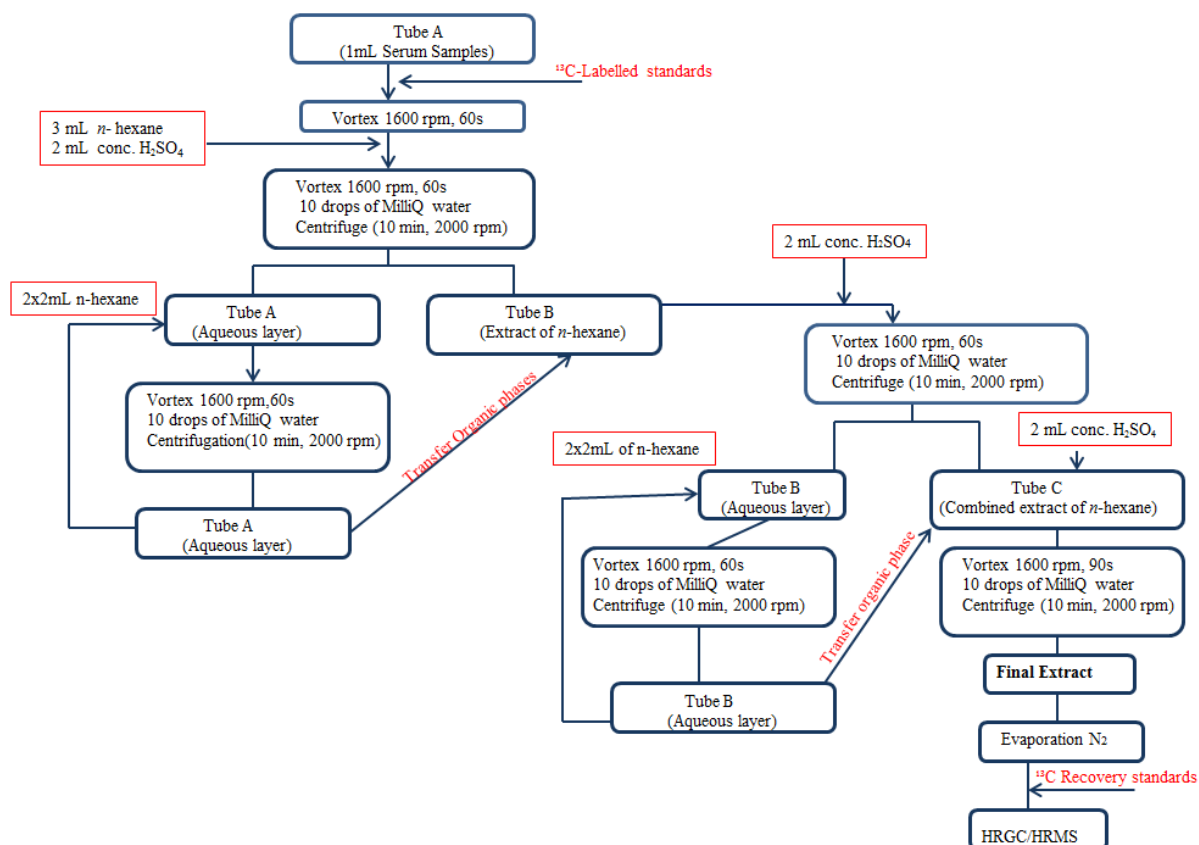 Tube A
(1mL Serum Samples)
¹³C-Labelled standards
Vortex 1600 rpm, 60s
3 mL n- hexane
2 mL conc. H₂SO₄
Vortex 1600 rpm, 60s
10 drops of MilliQ water
Centrifuge (10 min, 2000 rpm)
2x2mL n-hexane
Tube A
(Aqueous layer)
Tube B
(Extract of n-hexane)
Vortex 1600 rpm,60s
10 drops of MilliQ water
Centrifugation(10 min, 2000 rpm)
Transfer Organic phases
Tube A
(Aqueous layer)
2 mL conc. H₂SO₄
Vortex 1600 rpm, 60s
10 drops of MilliQ water
Centrifuge (10 min, 2000 rpm)
2x2mL of n-hexane
Tube B
(Aqueous layer)
Vortex 1600 rpm, 60s
10 drops of MilliQ water
Centrifuge (10 min, 2000 rpm)
Transfer organic phase
Tube B
(Aqueous layer)
2 mL conc. H₂SO₄
Tube C
(Combined extract of n-hexane)
Vortex 1600 rpm, 90s
10 drops of MilliQ water
Centrifuge (10 min, 2000 rpm)
Final Extract
Evaporation N₂
¹³C Recovery standards
HRGC/HRMS